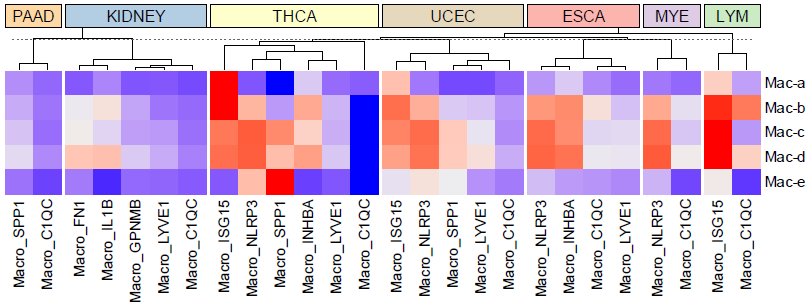 PAAD KIDNEY THCA UCEC ESCA MYE LYM
Mac-a
Mac-b
Mac-c
Mac-d
Mac-e
Macro_SPP1
Macro_C1QC
Macro_FN1
Macro_IL1B
Macro_GPNMB
Macro_LYVE1
Macro_C1QC
Macro_ISG15
Macro_NLRP3
Macro_SPP1
Macro_INHBA
Macro_LYVE1
Macro_C1QC
Macro_ISG15
Macro_NLRP3
Macro_SPP1
Macro_LYVE1
Macro_C1QC
Macro_NLRP3
Macro_INHBA
Macro_C1QC
Macro_LYVE1
Macro_NLRP3
Macro_C1QC
Macro_ISG15
Macro_C1QC